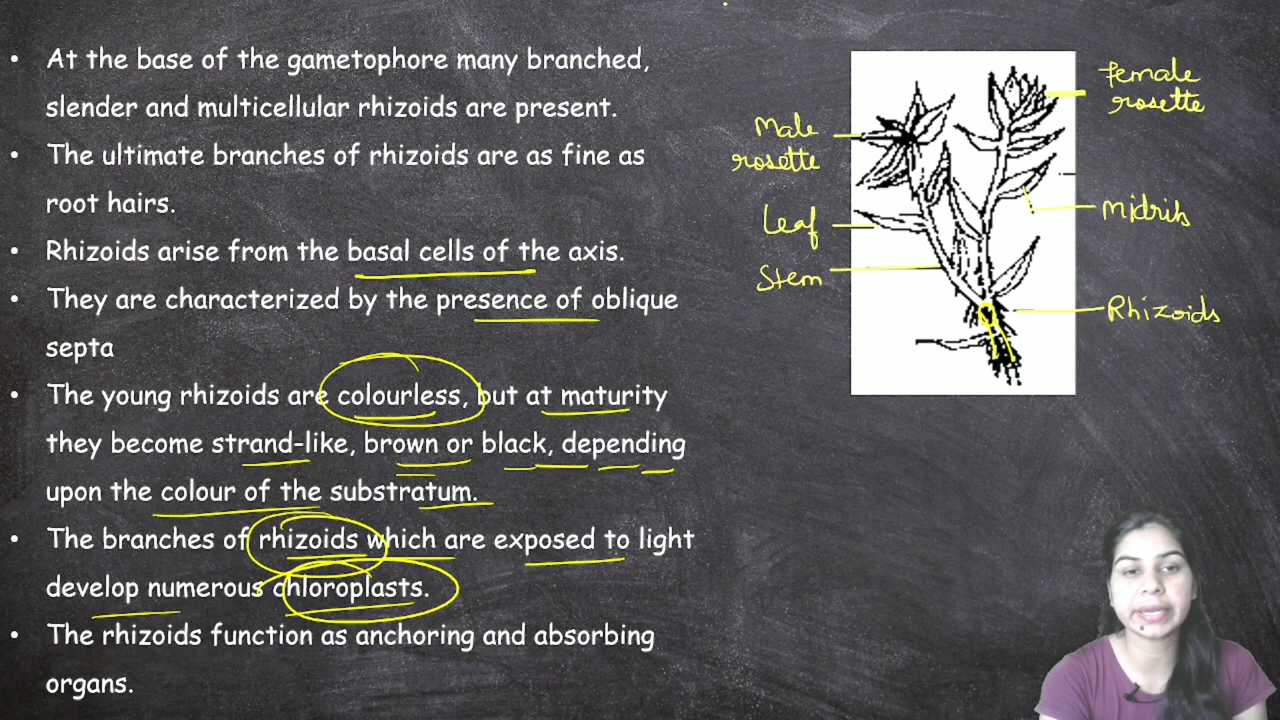 • At the base of the gametophore many branched,
slender and multicellular rhizoids are present.
• The ultimate branches of rhizoids are as fine as
root hairs.
• Rhizoids arise from the basal cells of the axis.
• They are characterized by the presence of oblique
septa
• The young rhizoids are colourless, but at maturity
they become strand-like, brown or black, depending
upon the colour of the substratum.
• The branches of rhizoids which are exposed to light
develop numerous chloroplasts.
• The rhizoids function as anchoring and absorbing
organs.
Male
rosette
Leaf
Stem
Female
rosette
Midrib
Rhizoids